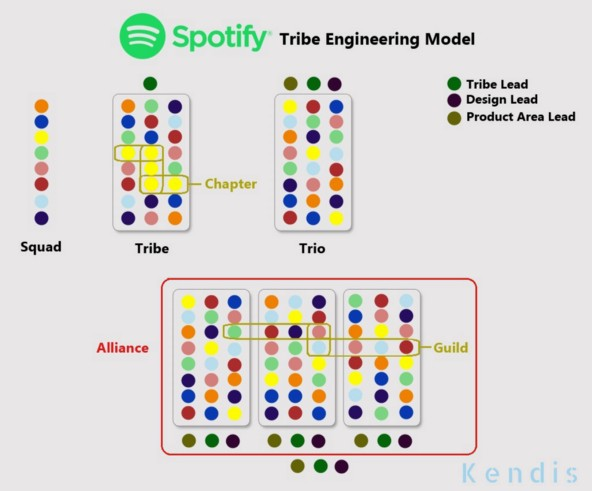 Spotify Tribe Engineering Model
Tribe Lead
Design Lead
Product Area Lead
Chapter
Squad
Tribe
Trio
Alliance
Guild
Kendis